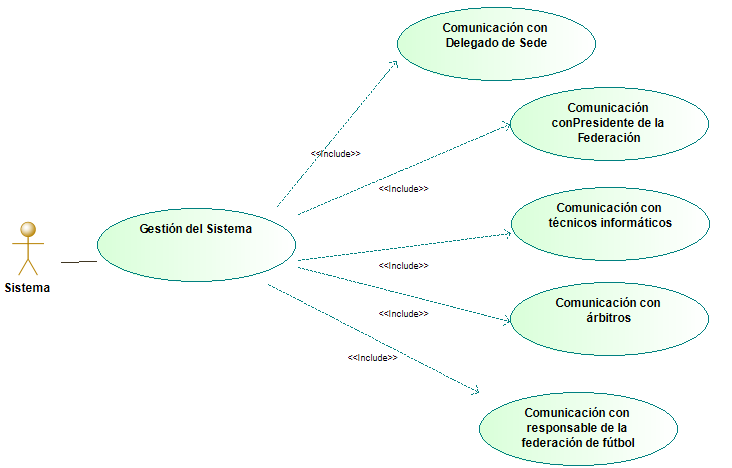 Comunicación con
Delegado de Sede
Comunicación
conPresidente de la
Federación
<<Include>>
<<Include>>
Gestión del Sistema
Comunicación con
técnicos informáticos
<<Include>>
Sistema
Comunicación con
árbitros
<<Include>>
<<Include>>
Comunicación con
responsable de la
federación de fútbol